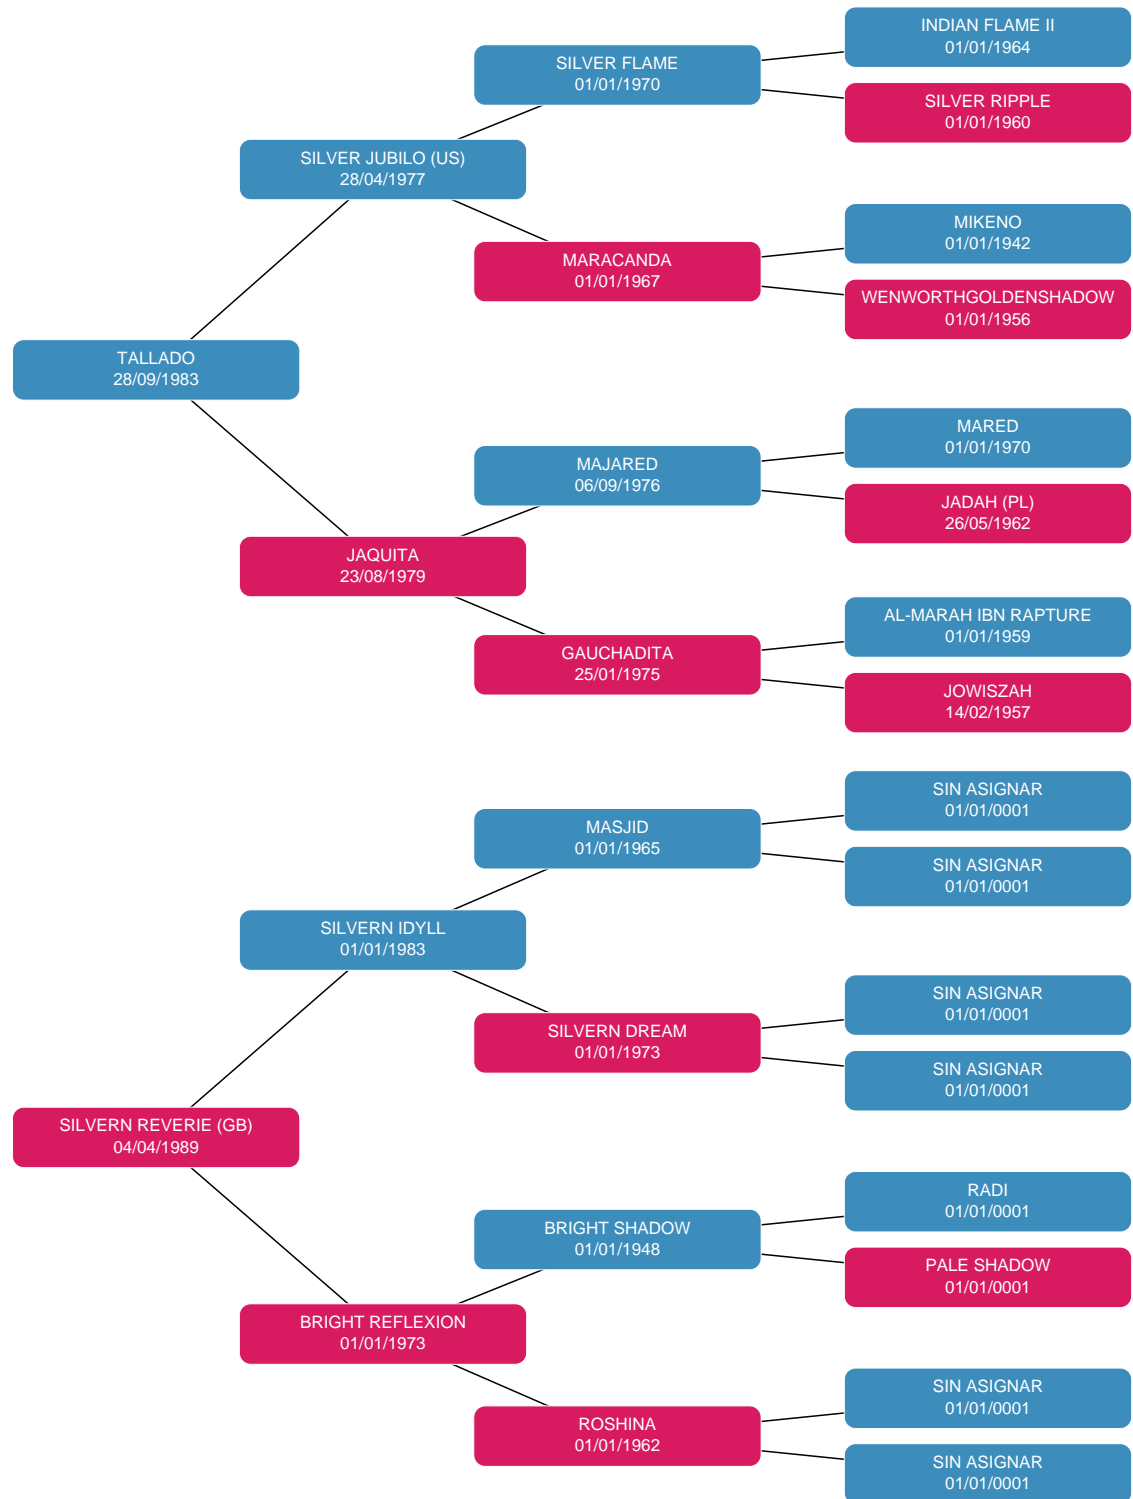 INDIAN FLAME II
01/01/1964
SILVER FLAME
01/01/1970
SILVER RIPPLE
01/01/1960
SILVER JUBILO (US)
28/04/1977
MIKENO
01/01/1942
MARACANDA
01/01/1967
WENWORTHGOLDENSHADOW
01/01/1956
TALLADO
28/09/1983
MARED
01/01/1970
MAJARED
06/09/1976
JADAH (PL)
26/05/1962
JAQUITA
23/08/1979
AL-MARAH IBN RAPTURE
01/01/1959
GAUCHADITA
25/01/1975
JOWISZAH
14/02/1957
SIN ASIGNAR
01/01/0001
MASJID
01/01/1965
SIN ASIGNAR
01/01/0001
SILVERN IDYLL
01/01/1983
SIN ASIGNAR
01/01/0001
SILVERN DREAM
01/01/1973
SIN ASIGNAR
01/01/0001
SILVERN REVERIE (GB)
04/04/1989
RADI
01/01/0001
BRIGHT SHADOW
01/01/1948
PALE SHADOW
01/01/0001
BRIGHT REFLEXION
01/01/1973
SIN ASIGNAR
01/01/0001
ROSHINA
01/01/1962
SIN ASIGNAR
01/01/0001